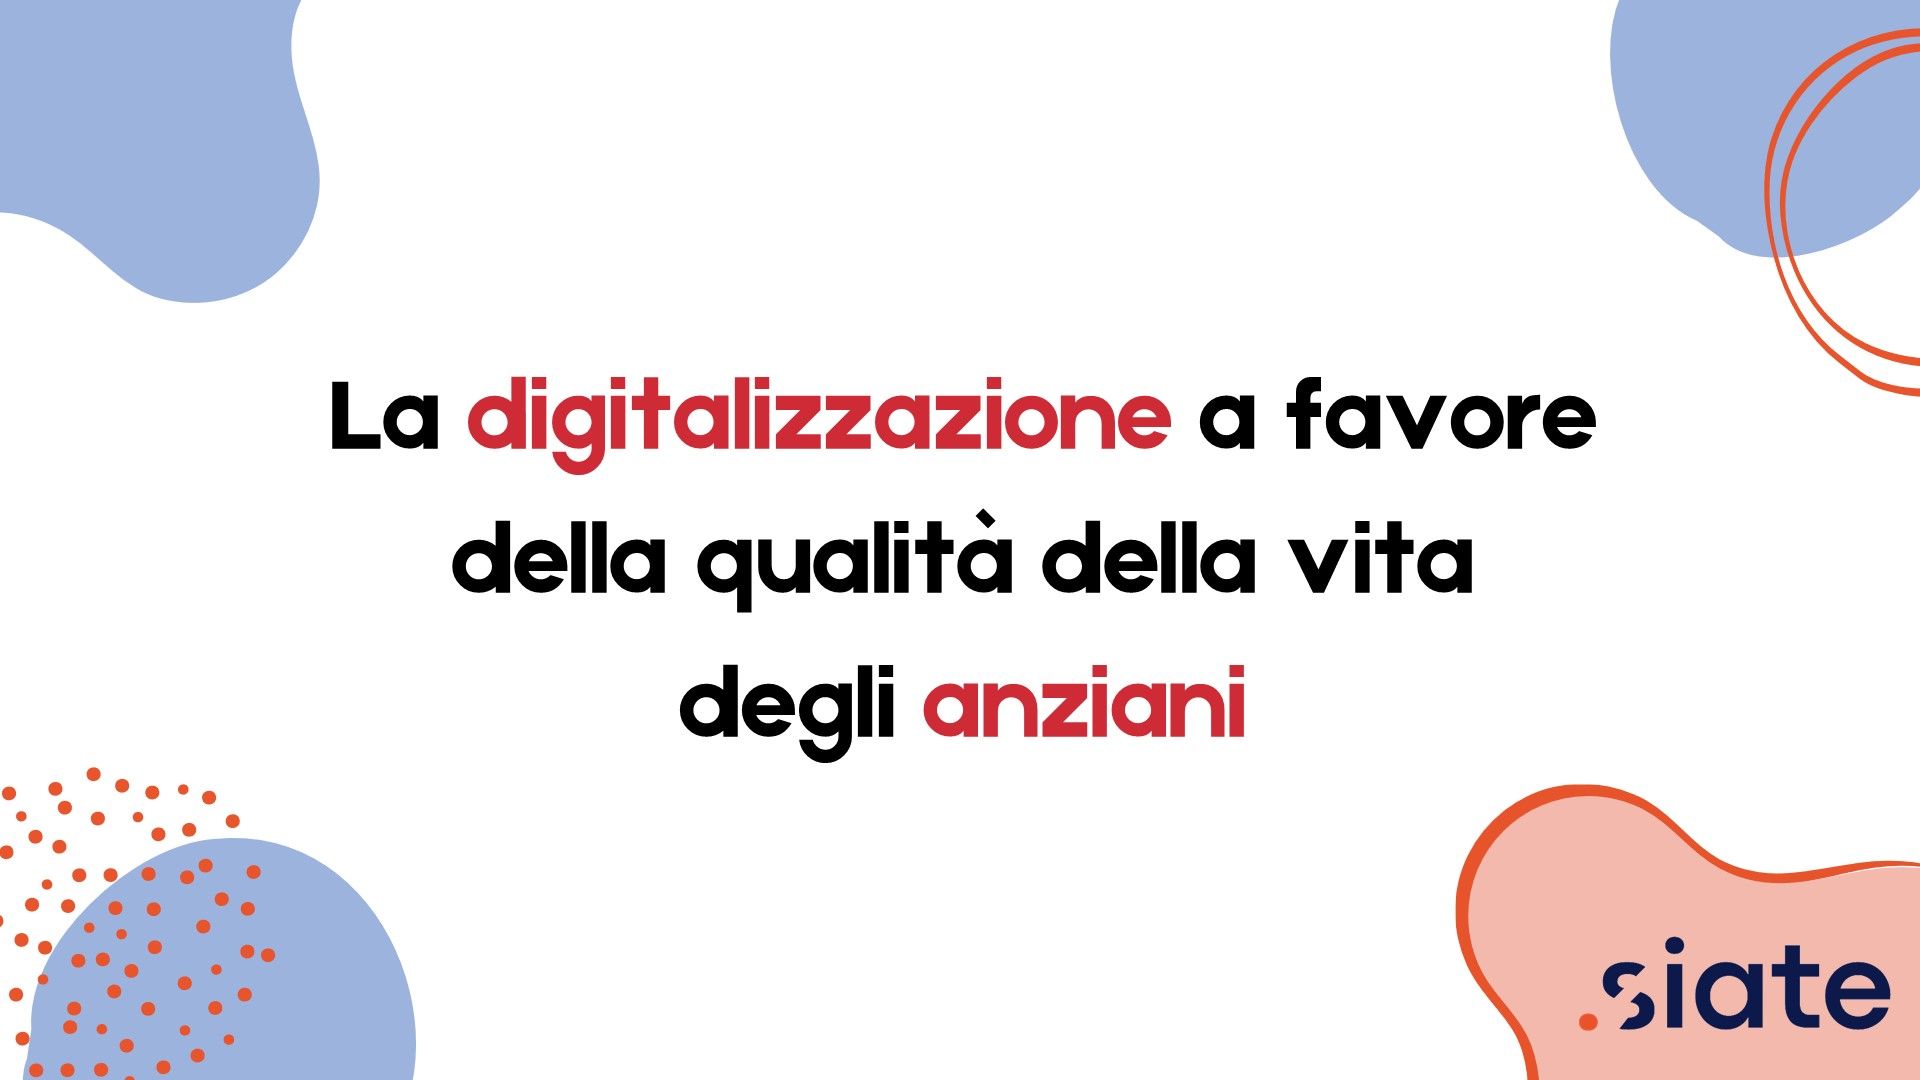 La digitalizzazione a favore
della qualità della vita
degli anziani
.siate